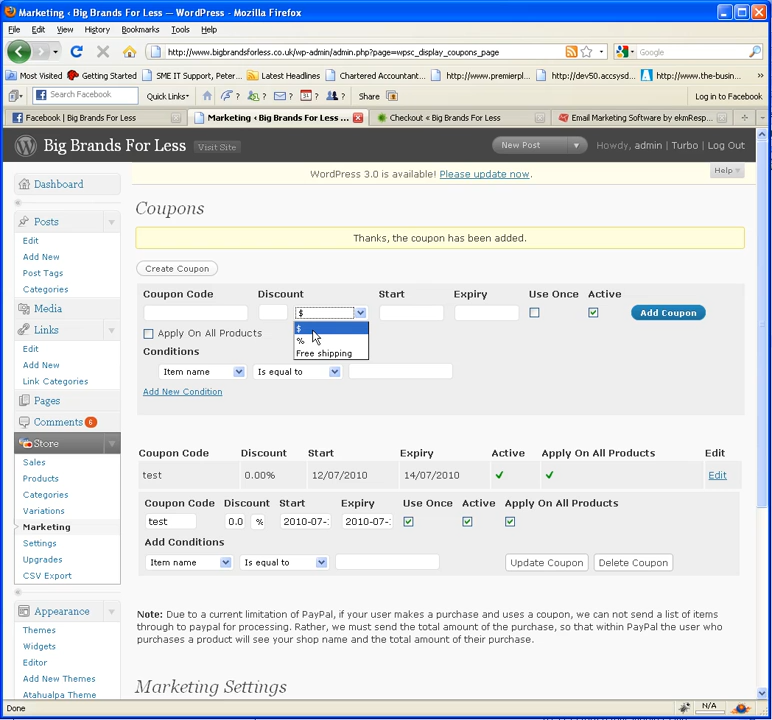 Marketing ‹ Big Brands For Less — WordPress - Mozilla Firefox
File Edit View History Bookmarks Tools Help
http://www.bigbrandsforless.co.uk/wp-admin/admin.php?page=wpsc_display_coupons_page
Google
Most Visited Getting Started SME IT Support, Peter... Latest Headlines Chartered Accountant... http://www.premierpl... http://dev50.accsysd... http://www.the-busin...
Search Facebook Quick Links Share Log in to Facebook
Facebook | Big Brands For Less Marketing ‹ Big Brands For Less ... Checkout « Big Brands For Less Email Marketing Software by ekmResp...
Big Brands For Less Visit Site New Post Howdy, admin | Turbo | Log Out
WordPress 3.0 is available! Please update now. Help
Dashboard
Posts
Edit
Add New
Post Tags
Categories
Media
Links
Edit
Add New
Link Categories
Pages
Comments 6
Store
Sales
Products
Categories
Variations
Marketing
Settings
Upgrades
CSV Export
Appearance
Themes
Widgets
Editor
Add New Themes
Atahualpa Theme
Coupons
Thanks, the coupon has been added.
Create Coupon
Coupon Code Discount Start Expiry Use Once Active
$ Add Coupon
$
%
Free shipping
Apply On All Products
Conditions
Item name Is equal to
Add New Condition
Coupon Code Discount Start Expiry Active Apply On All Products Edit
test 0.00% 12/07/2010 14/07/2010 Edit
Coupon Code Discount Start Expiry Use Once Active Apply On All Products
test 0.0 % 2010-07-: 2010-07-:
Add Conditions
Item name Is equal to Update Coupon Delete Coupon
Note: Due to a current limitation of PayPal, if your user makes a purchase and uses a coupon, we can not send a list of items
through to paypal for processing. Rather, we must send the total amount of the purchase, so that within PayPal the user who
purchases a product will see your shop name and the total amount of their purchase.
Marketing Settings
Done N/A